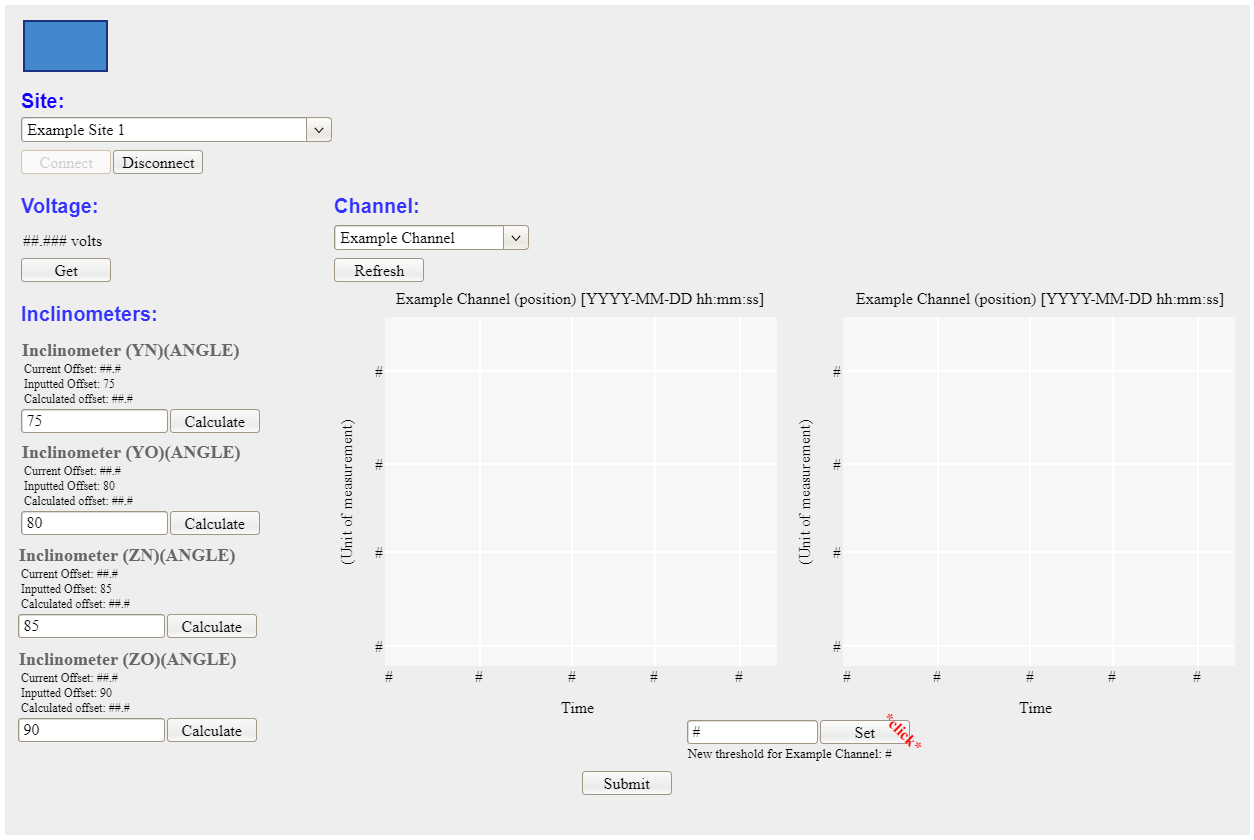 Site:
Example Site 1
Connect Disconnect
Voltage:
##.### volts
Get
Channel:
Example Channel
Refresh
Inclinometers:
Inclinometer (YN)(ANGLE)
Current Offset: ##.#
Inputted Offset: 75
Calculated offset: ##.#
75 Calculate
Inclinometer (YO)(ANGLE)
Current Offset: ##.#
Inputted Offset: 80
Calculated offset: ##.#
80 Calculate
Inclinometer (ZN)(ANGLE)
Current Offset: ##.#
Inputted Offset: 85
Calculated offset: ##.#
85 Calculate
Inclinometer (ZO)(ANGLE)
Current Offset: ##.#
Inputted Offset: 90
Calculated offset: ##.#
90 Calculate
Example Channel (position) [YYYY-MM-DD hh:mm:ss]
(Unit of measurement)
#
#
#
#
# # # # #
Time
Example Channel (position) [YYYY-MM-DD hh:mm:ss]
(Unit of measurement)
#
#
#
#
# # # # #
Time
# Set
*click*
New threshold for Example Channel: #
Submit